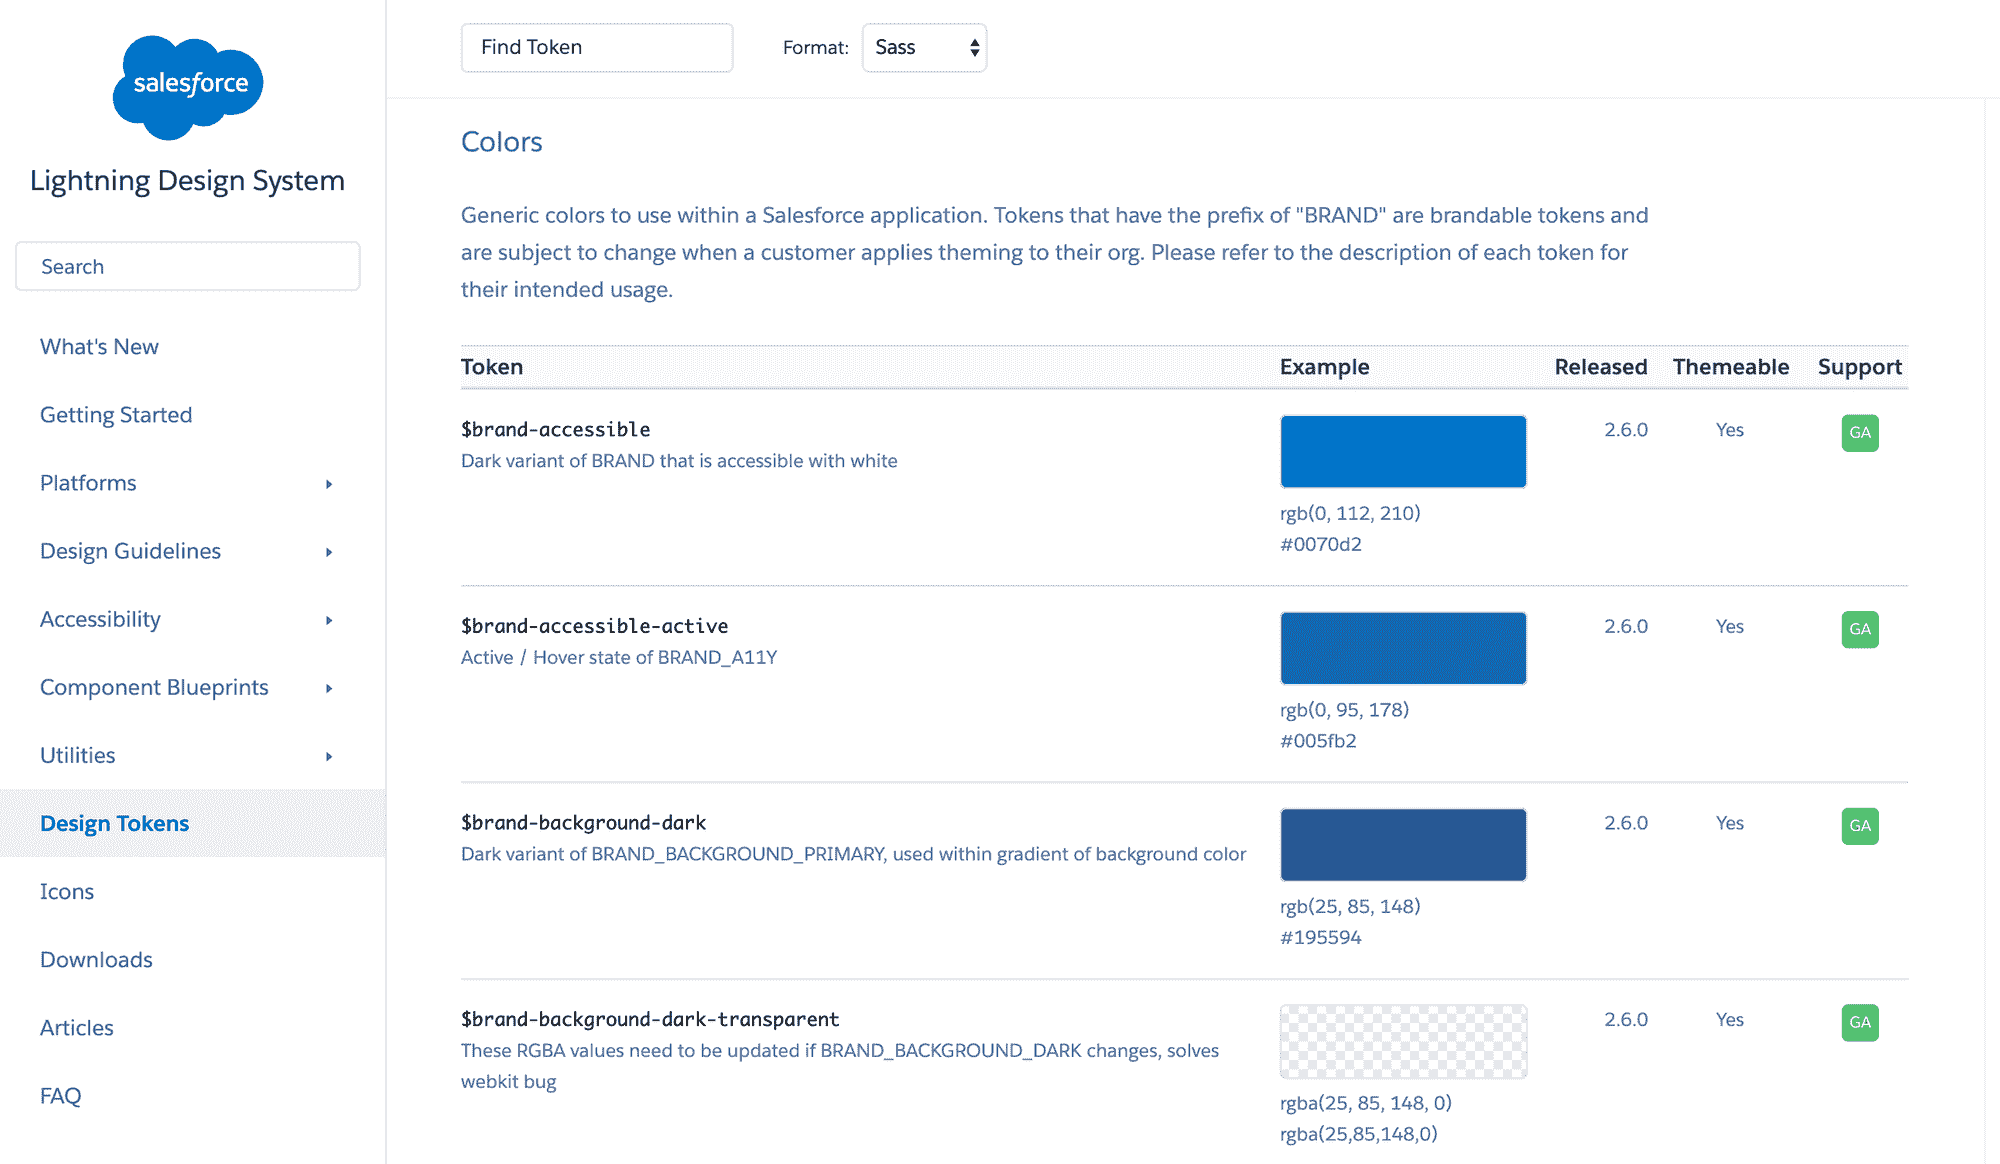 salesforce
Lightning Design System
Search
What's New
Getting Started
Platforms
Design Guidelines
Accessibility
Component Blueprints
Utilities
Design Tokens
Icons
Downloads
Articles
FAQ
Find Token
Format: Sass
Colors
Generic colors to use within a Salesforce application. Tokens that have the prefix of "BRAND" are brandable tokens and
are subject to change when a customer applies theming to their org. Please refer to the description of each token for
their intended usage.
Token Example Released Themeable Support
$brand-accessible 2.6.0 Yes GA
Dark variant of BRAND that is accessible with white
rgb(0, 112, 210)
#0070d2
$brand-accessible-active 2.6.0 Yes GA
Active / Hover state of BRAND_A11Y
rgb(0, 95, 178)
#005fb2
$brand-background-dark 2.6.0 Yes GA
Dark variant of BRAND_BACKGROUND_PRIMARY, used within gradient of background color
rgb(25, 85, 148)
#195594
$brand-background-dark-transparent 2.6.0 Yes GA
These RGBA values need to be updated if BRAND_BACKGROUND_DARK changes, solves
webkit bug
rgba(25, 85, 148, 0)
rgba(25,85,148,0)